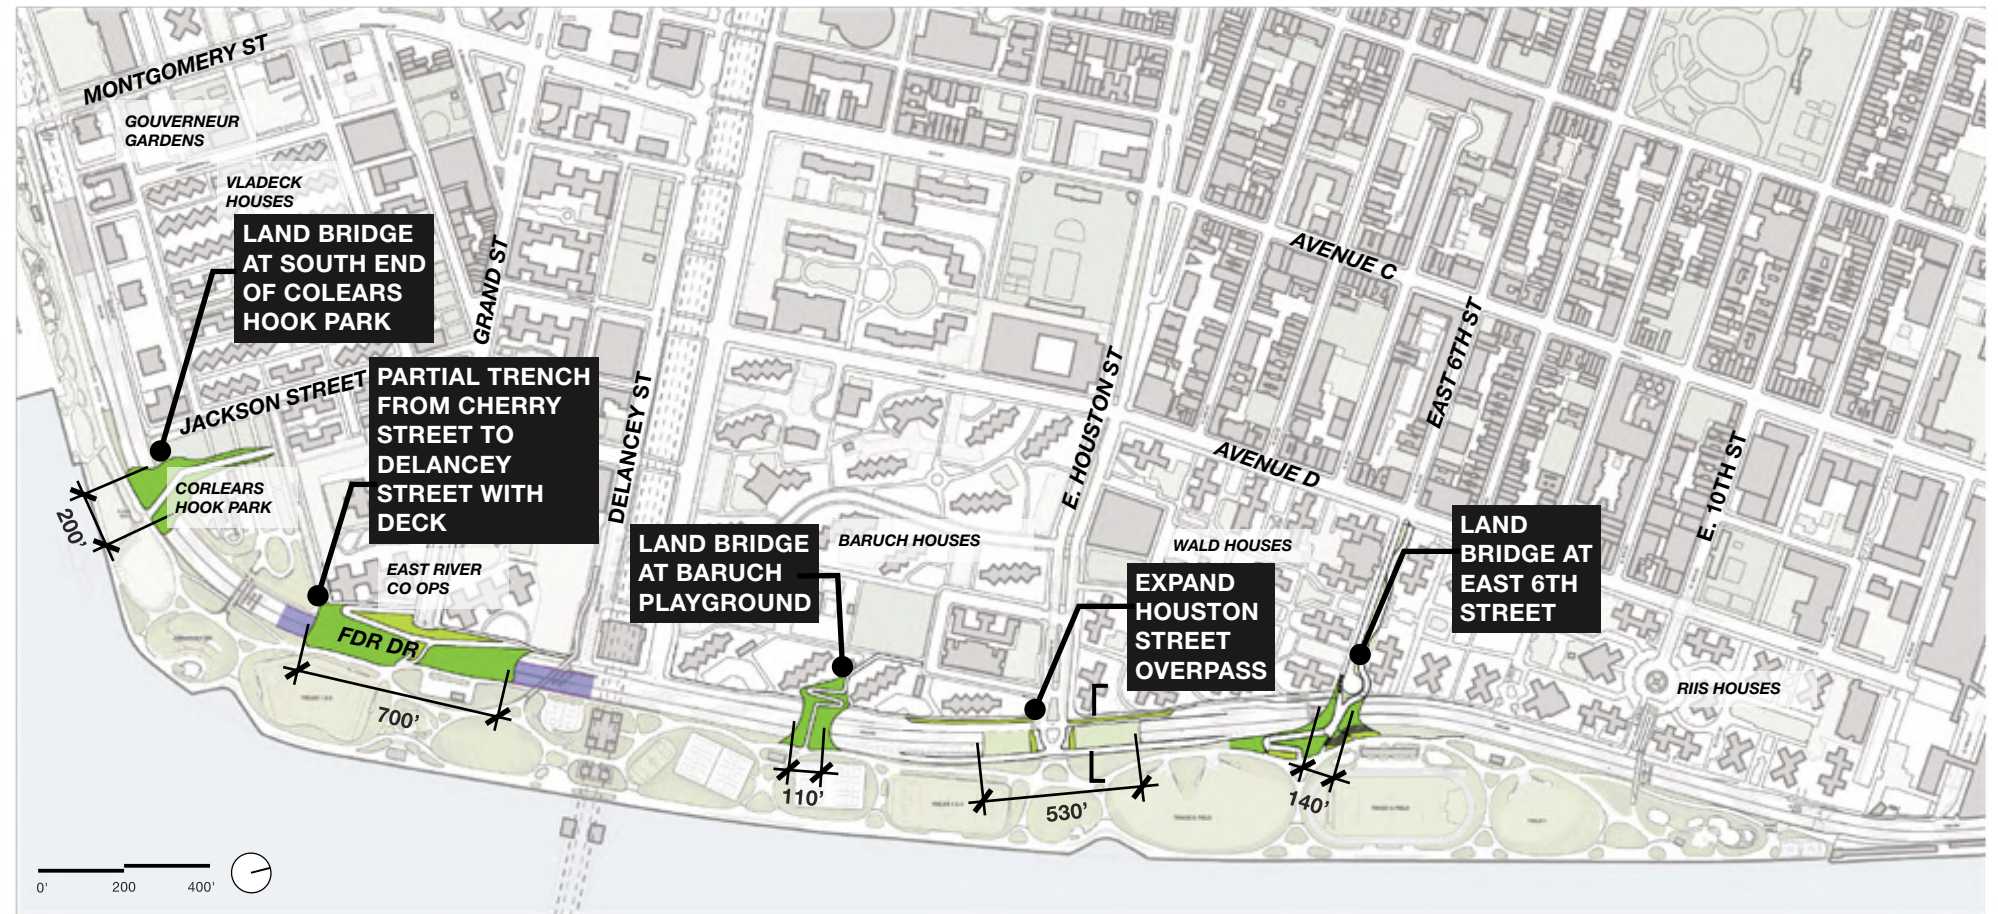 MONTGOMERY ST
GOUVERNEUR
GARDENS
VLADECK
HOUSES
LAND BRIDGE
AT SOUTH END
OF COLEARS
HOOK PARK
GRAND ST
JACKSON STREET
PARTIAL TRENCH
FROM CHERRY
STREET TO
DELANCEY
STREET WITH
DECK
DELANCEY ST
CORLEARS
HOOK PARK
200'
EAST RIVER
CO OPS
FDR DR
700'
LAND BRIDGE
AT BARUCH
PLAYGROUND
BARUCH HOUSES
110'
E. HOUSTON ST
AVENUE C
AVENUE D
EAST 6TH ST
E. 10TH ST
WALD HOUSES
EXPAND
HOUSTON
STREET
OVERPASS
530'
LAND
BRIDGE AT
EAST 6TH
STREET
140'
RIIS HOUSES
0'
200
400'